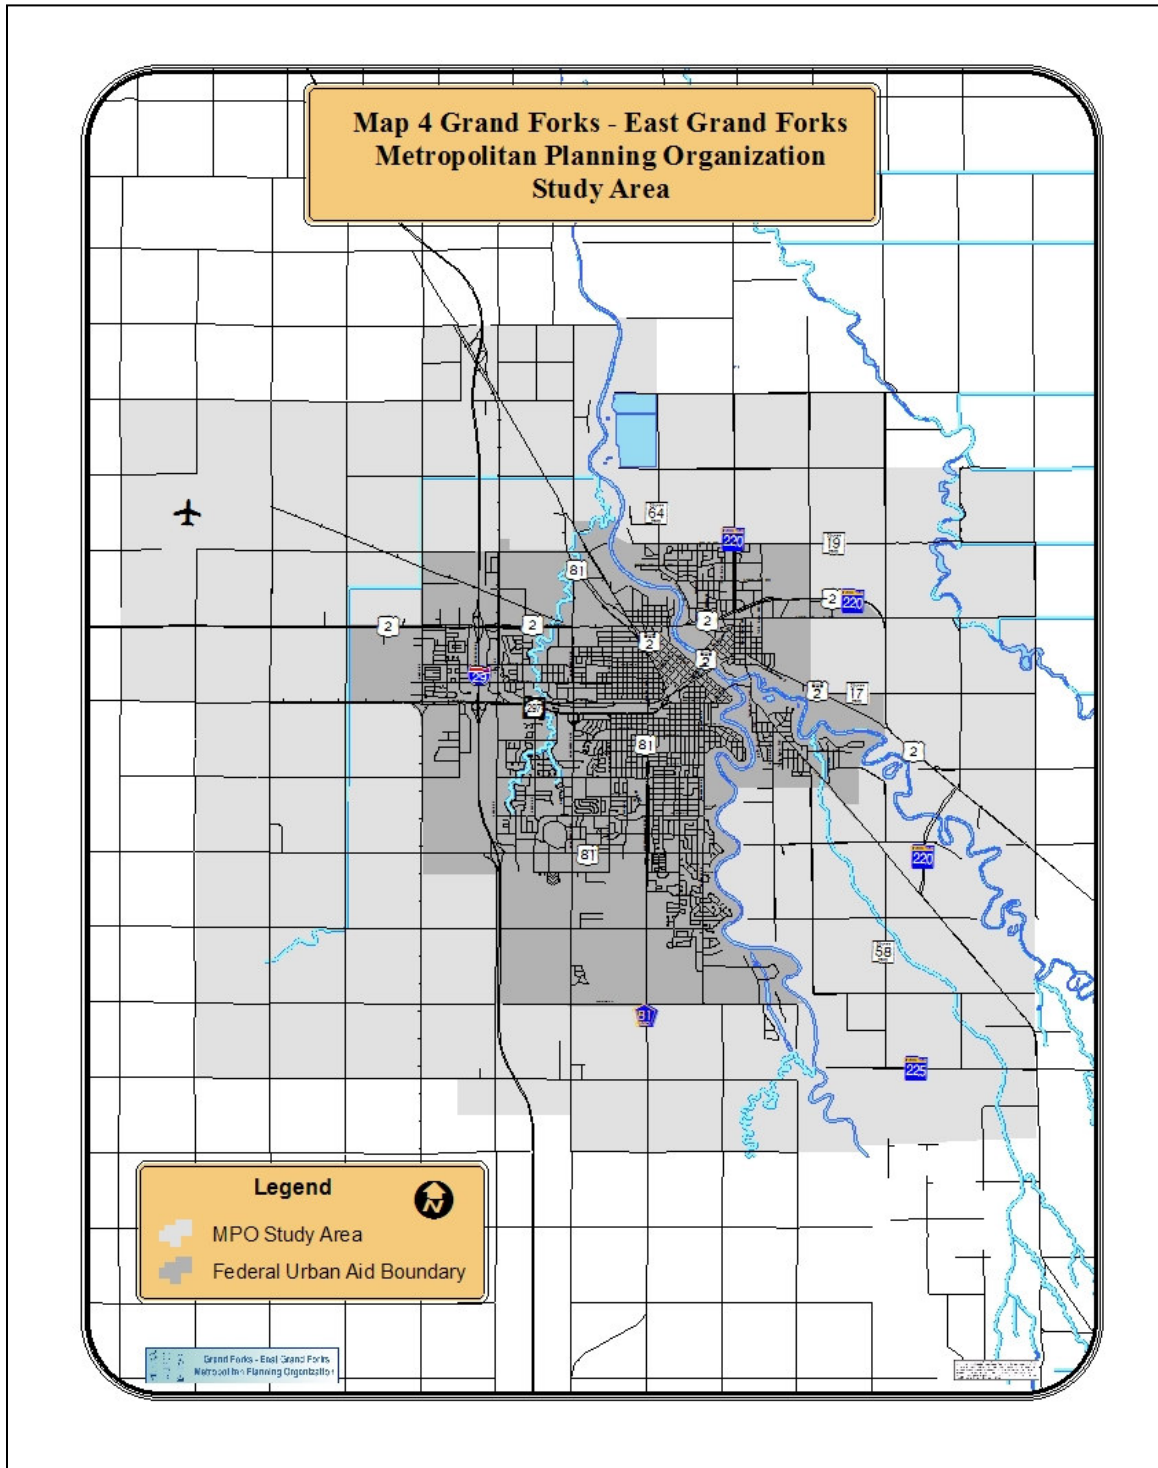 Map 4 Grand Forks - East Grand Forks
Metropolitan Planning Organization
Study Area
64
220
19
81
2
220
2
2
2
2
2
29
2
17
297
81
2
81
220
58
81
225
Legend
N
MPO Study Area
Federal Urban Aid Boundary
Grand Forks - East Grand Forks
Metropolitan Planning Organization